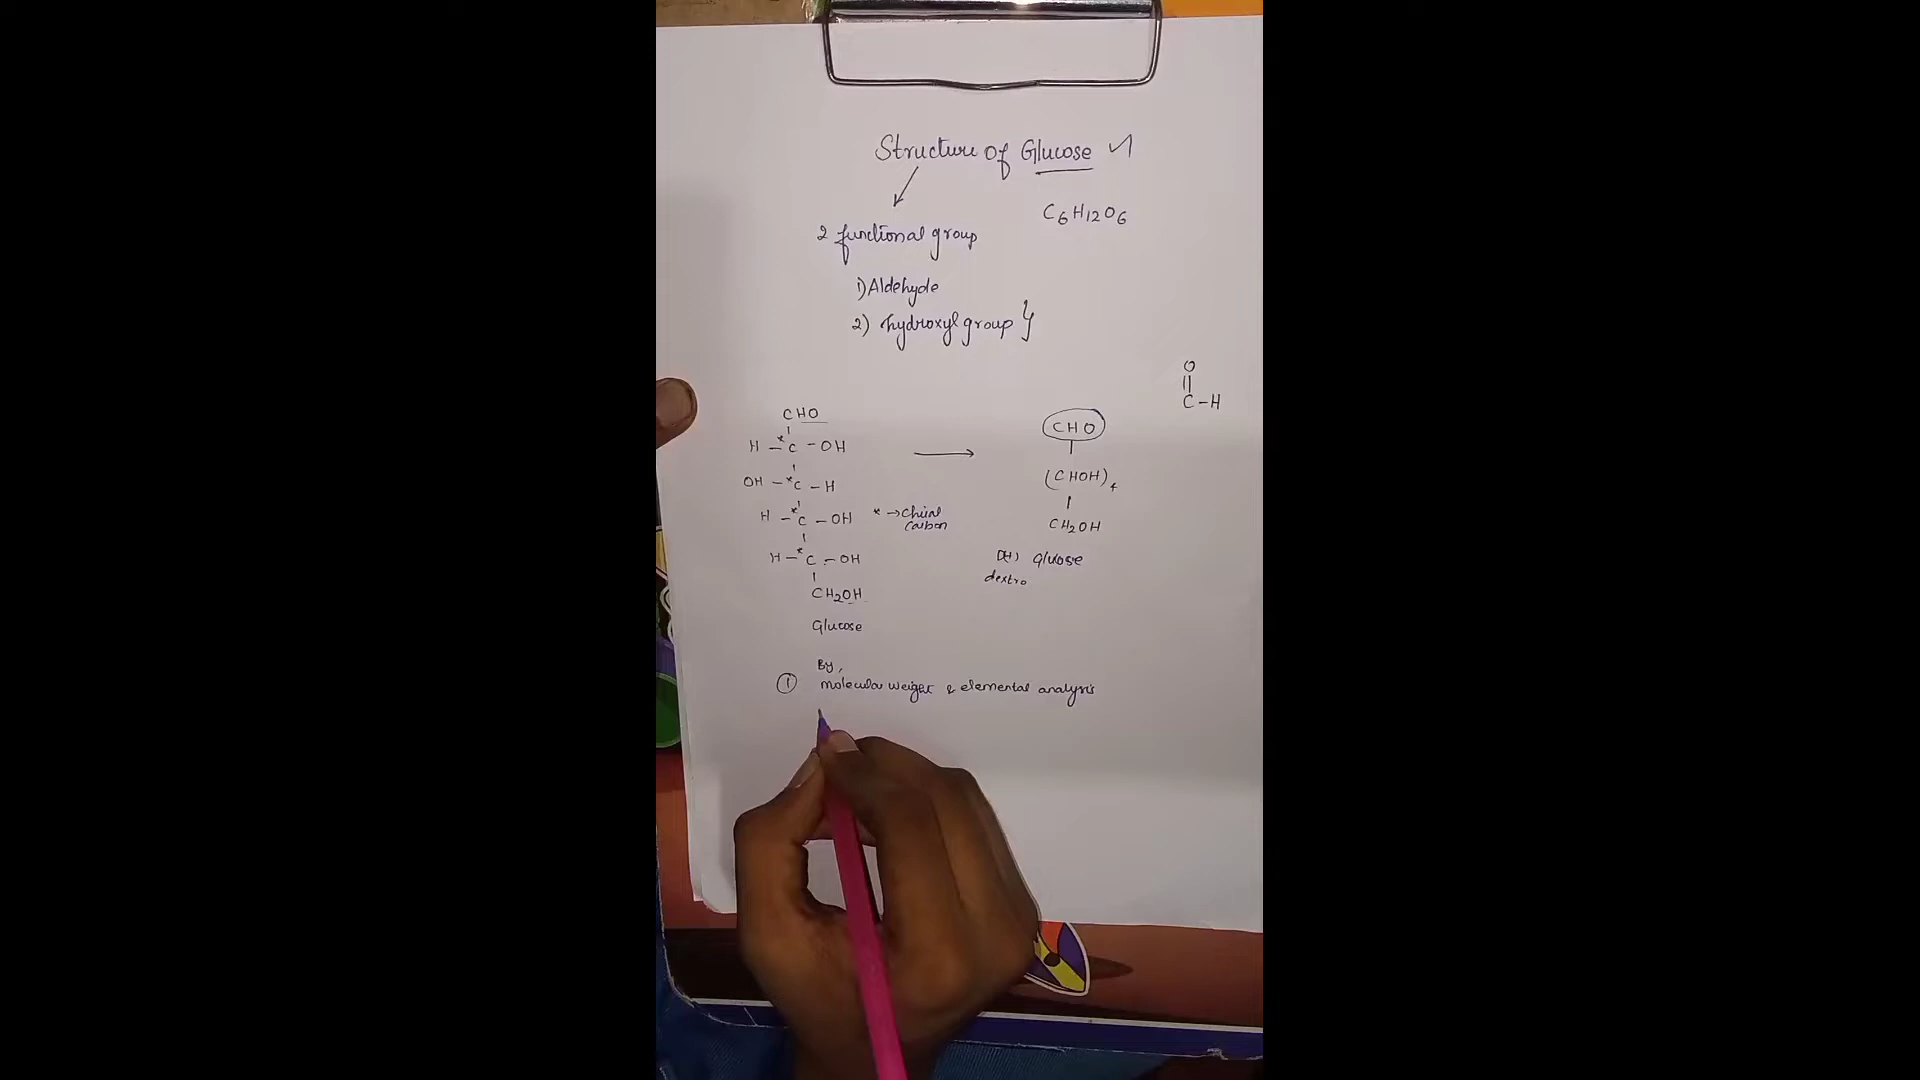 Structure of Glucose ✓
C6H12O6
2 functional group
1) Aldehyde
2) hydroxyl group }
O
||
C-H
CHO
H - *C - OH
OH - *C - H
H - *C - OH
H - *C - OH
CH2OH
Glucose
* → Chiral
carbon
CHO
(CHOH)4
CH2OH
D(+) Glucose
dextro
By,
① molecular weight & elemental analysis